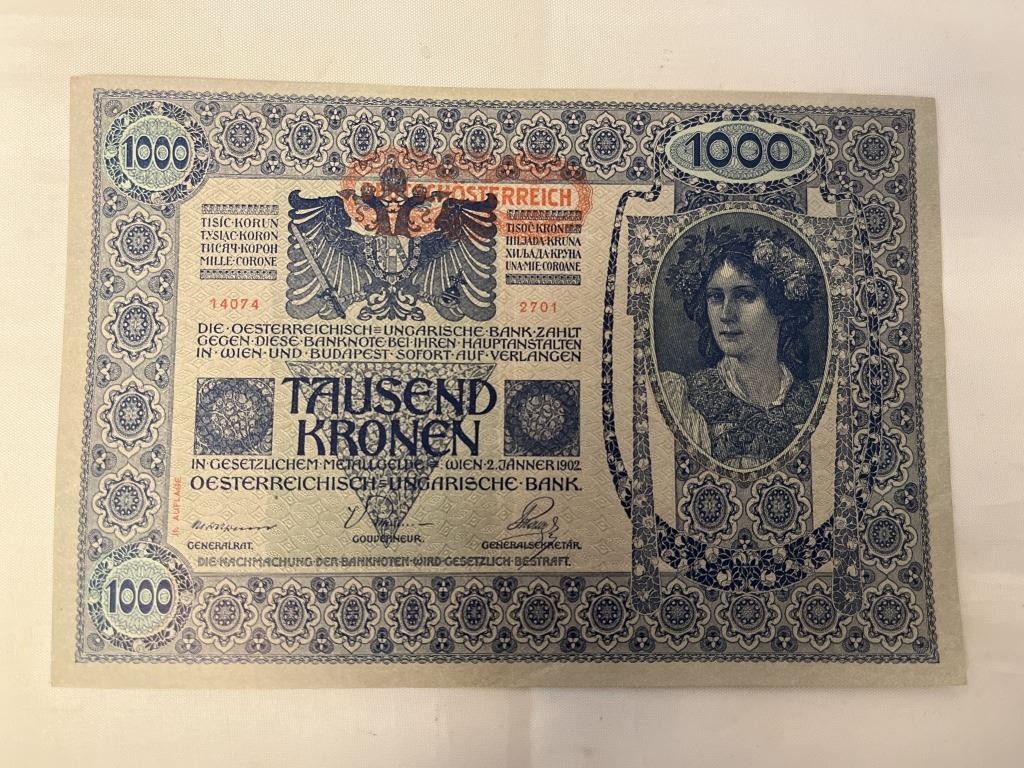 1000
1000
DEUTSCHÖSTERREICH
TISÍC·KORUN
TYSIĄC·KORON
ТИСЯЧ·КОРОН
MILLE·CORONE
TISOČ·KRON
HILJADA·KRUNA
ХИЉАДА·КРУНА
UNA·MIE·COROANE
14074
2701
DIE·OESTERREICHISCH=UNGARISCHE·BANK·ZAHLT
GEGEN·DIESE·BANKNOTE·BEI·IHREN·HAUPTANSTALTEN
IN·WIEN·UND·BUDAPEST·SOFORT·AUF·VERLANGEN
TAUSEND
KRONEN
IN·GESETZLICHEM·METALLGELDE=WIEN·2.JÄNNER 1902
OESTERREICHISCH=UNGARISCHE·BANK.
AUFLAGE
GENERALRAT.
GOUVERNEUR.
GENERALSEKRETÄR.
DIE·NACHMACHUNG·DER·BANKNOTEN·WIRD·GESETZLICH·BESTRAFT.
1000